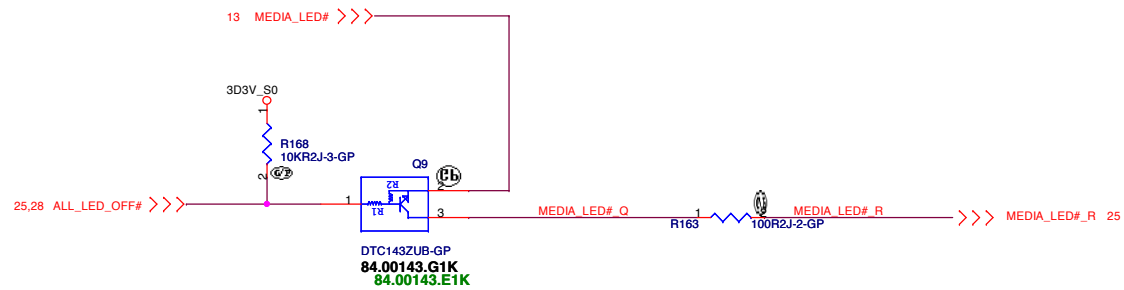 13 MEDIA_LED#
3D3V_S0
1
R168
10KR2J-3-GP
2
G/P
Q9
R2
2
25,28 ALL_LED_OFF#
1
R1
3
MEDIA_LED#_Q
1
R163
MEDIA_LED#_R
100R2J-2-GP
MEDIA_LED#_R 25
DTC143ZUB-GP
84.00143.G1K
84.00143.E1K